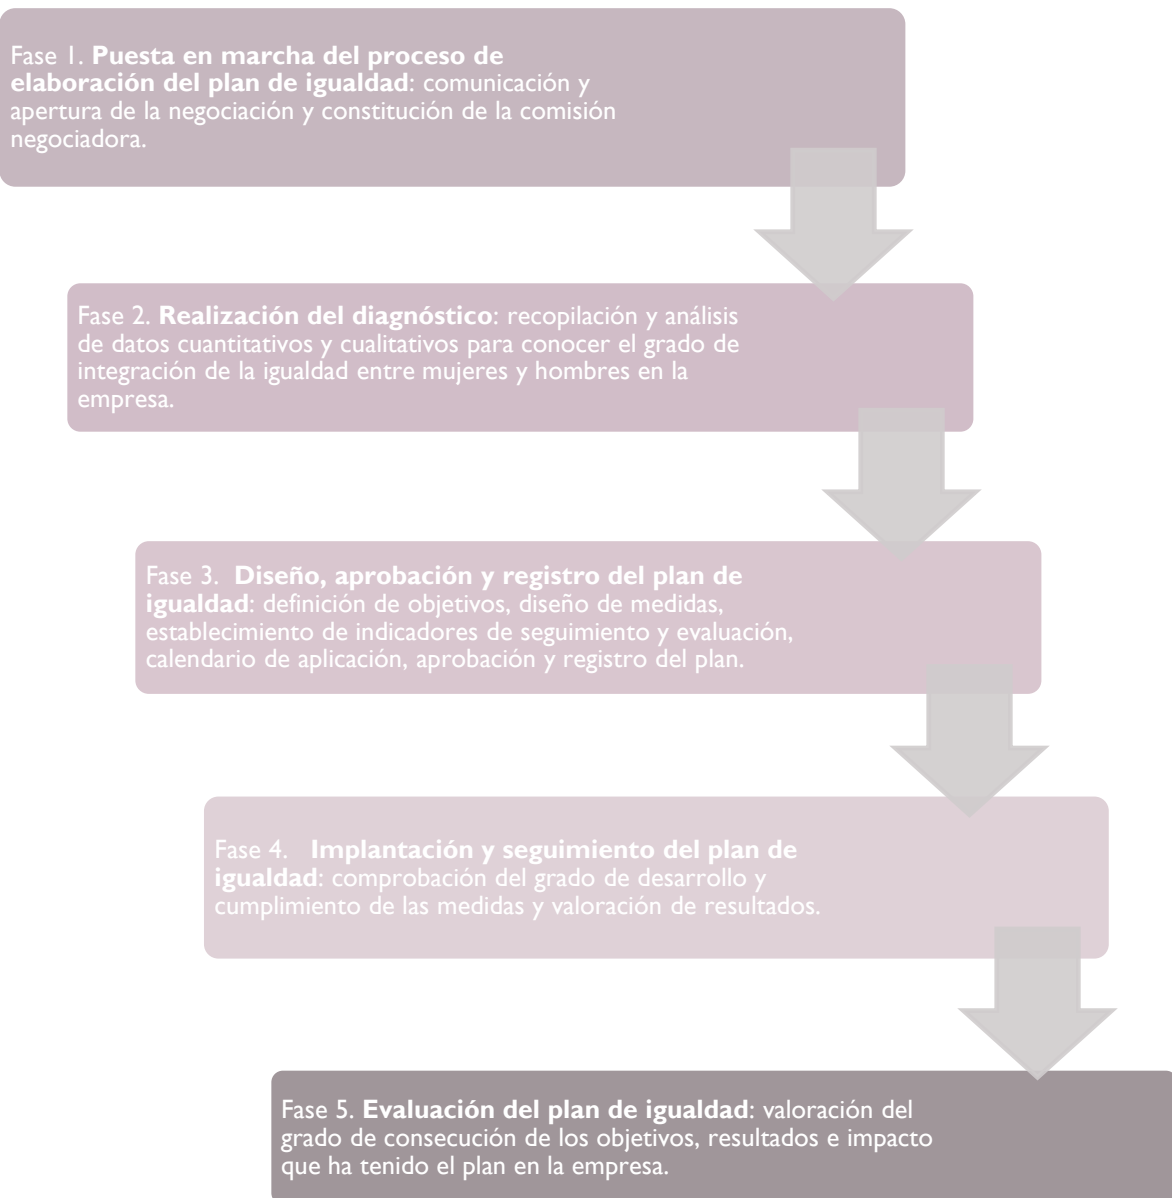 Fase 1. Puesta en marcha del proceso de
elaboración del plan de igualdad: comunicación y
apertura de la negociación y constitución de la comisión
negociadora.
Fase 2. Realización del diagnóstico: recopilación y análisis
de datos cuantitativos y cualitativos para conocer el grado de
integración de la igualdad entre mujeres y hombres en la
empresa.
Fase 3. Diseño, aprobación y registro del plan de
igualdad: definición de objetivos, diseño de medidas,
establecimiento de indicadores de seguimiento y evaluación,
calendario de aplicación, aprobación y registro del plan.
Fase 4. Implantación y seguimiento del plan de
igualdad: comprobación del grado de desarrollo y
cumplimiento de las medidas y valoración de resultados.
Fase 5. Evaluación del plan de igualdad: valoración del
grado de consecución de los objetivos, resultados e impacto
que ha tenido el plan en la empresa.